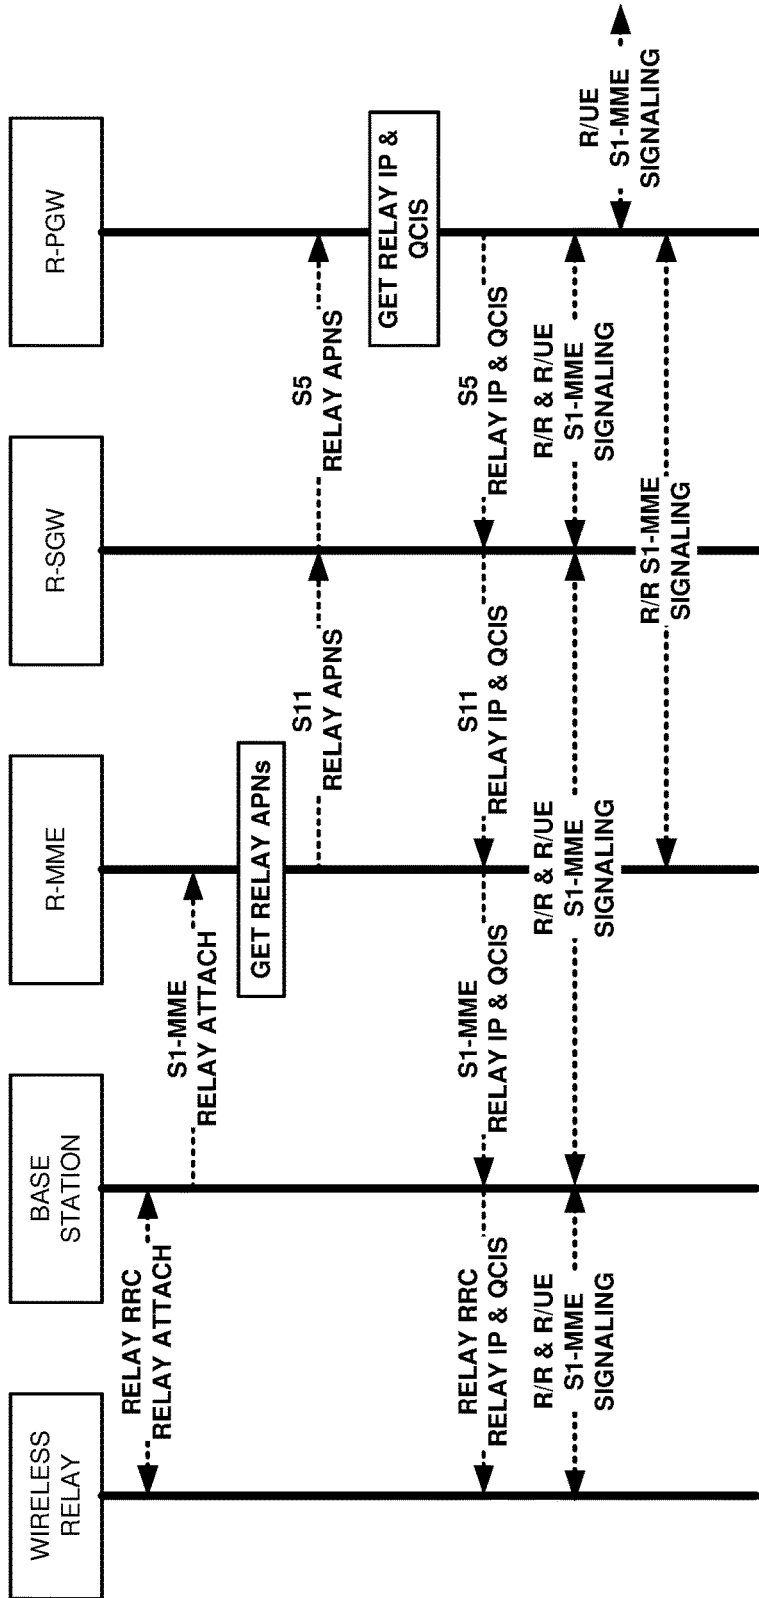 WIRELESS
RELAY
BASE
STATION
R-MME
R-SGW
R-PGW
RELAY RRC
RELAY ATTACH
S1-MME
RELAY ATTACH
GET RELAY APNs
S11
RELAY APNS
S5
RELAY APNS
GET RELAY IP &
QCIS
RELAY RRC
RELAY IP & QCIS
S1-MME
RELAY IP & QCIS
S11
RELAY IP & QCIS
S5
RELAY IP & QCIS
R/R & R/UE
S1-MME
SIGNALING
R/R & R/UE
S1-MME
SIGNALING
R/R & R/UE
S1-MME
SIGNALING
R/UE
S1-MME
SIGNALING
R/R S1-MME
SIGNALING